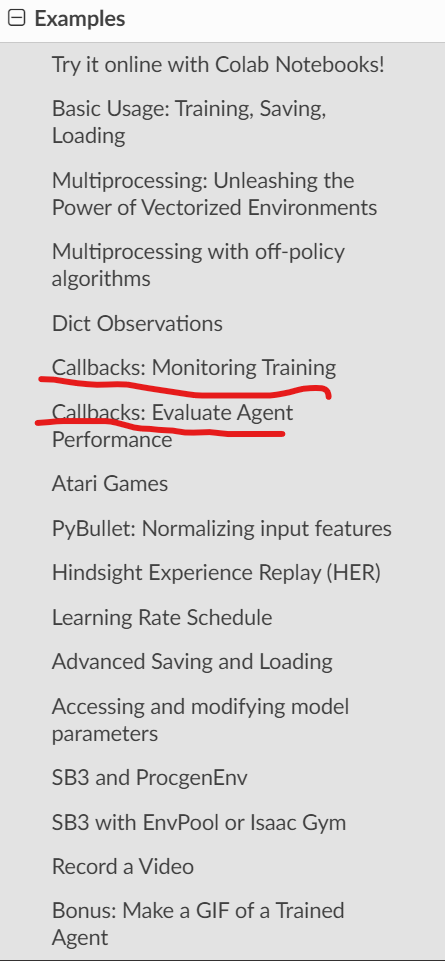 Examples
Try it online with Colab Notebooks!
Basic Usage: Training, Saving,
Loading
Multiprocessing: Unleashing the
Power of Vectorized Environments
Multiprocessing with off-policy
algorithms
Dict Observations
Callbacks: Monitoring Training
Callbacks: Evaluate Agent
Performance
Atari Games
PyBullet: Normalizing input features
Hindsight Experience Replay (HER)
Learning Rate Schedule
Advanced Saving and Loading
Accessing and modifying model
parameters
SB3 and ProcgenEnv
SB3 with EnvPool or Isaac Gym
Record a Video
Bonus: Make a GIF of a Trained
Agent